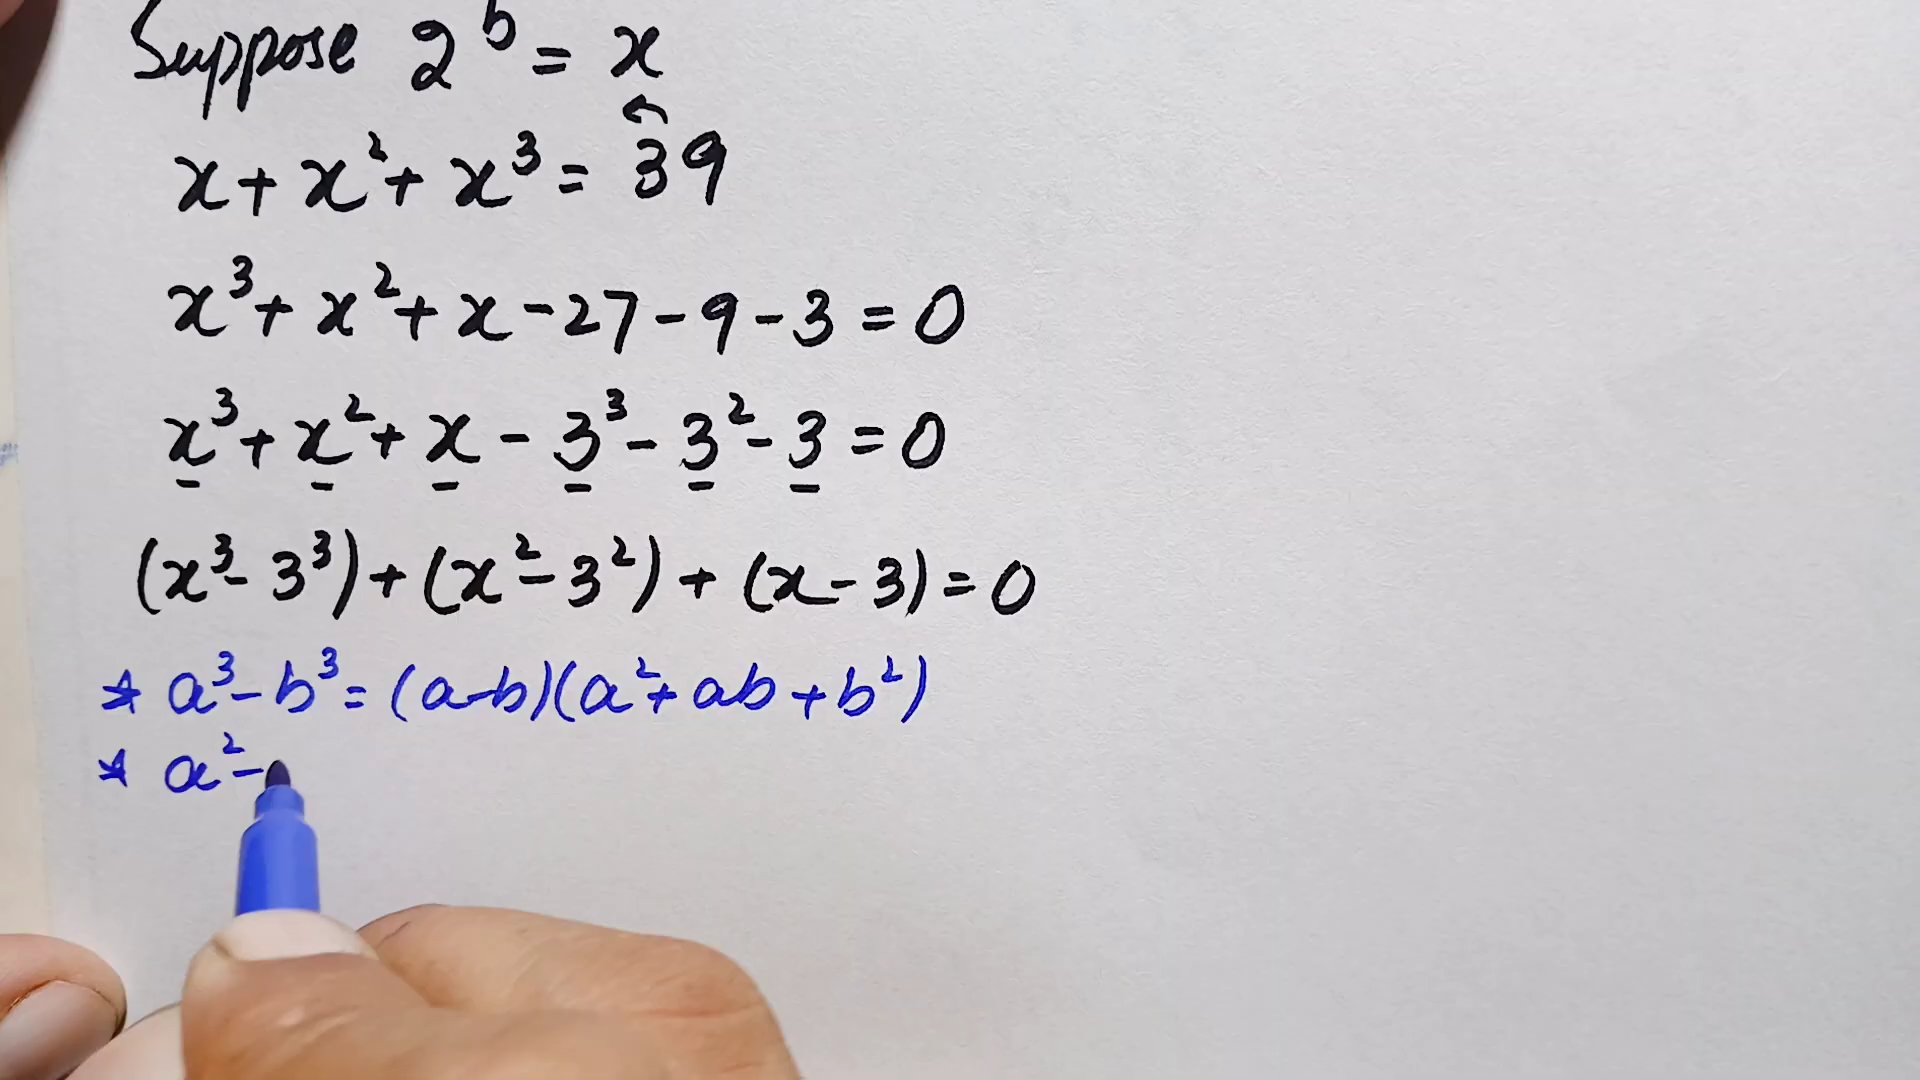 Suppose 2^b = x
x + x² + x³ = 39
x³ + x² + x - 27 - 9 - 3 = 0
x³ + x² + x - 3³ - 3² - 3 = 0
(x³ - 3³) + (x² - 3²) + (x - 3) = 0
* a³ - b³ = (a-b)(a² + ab + b²)
* a² -